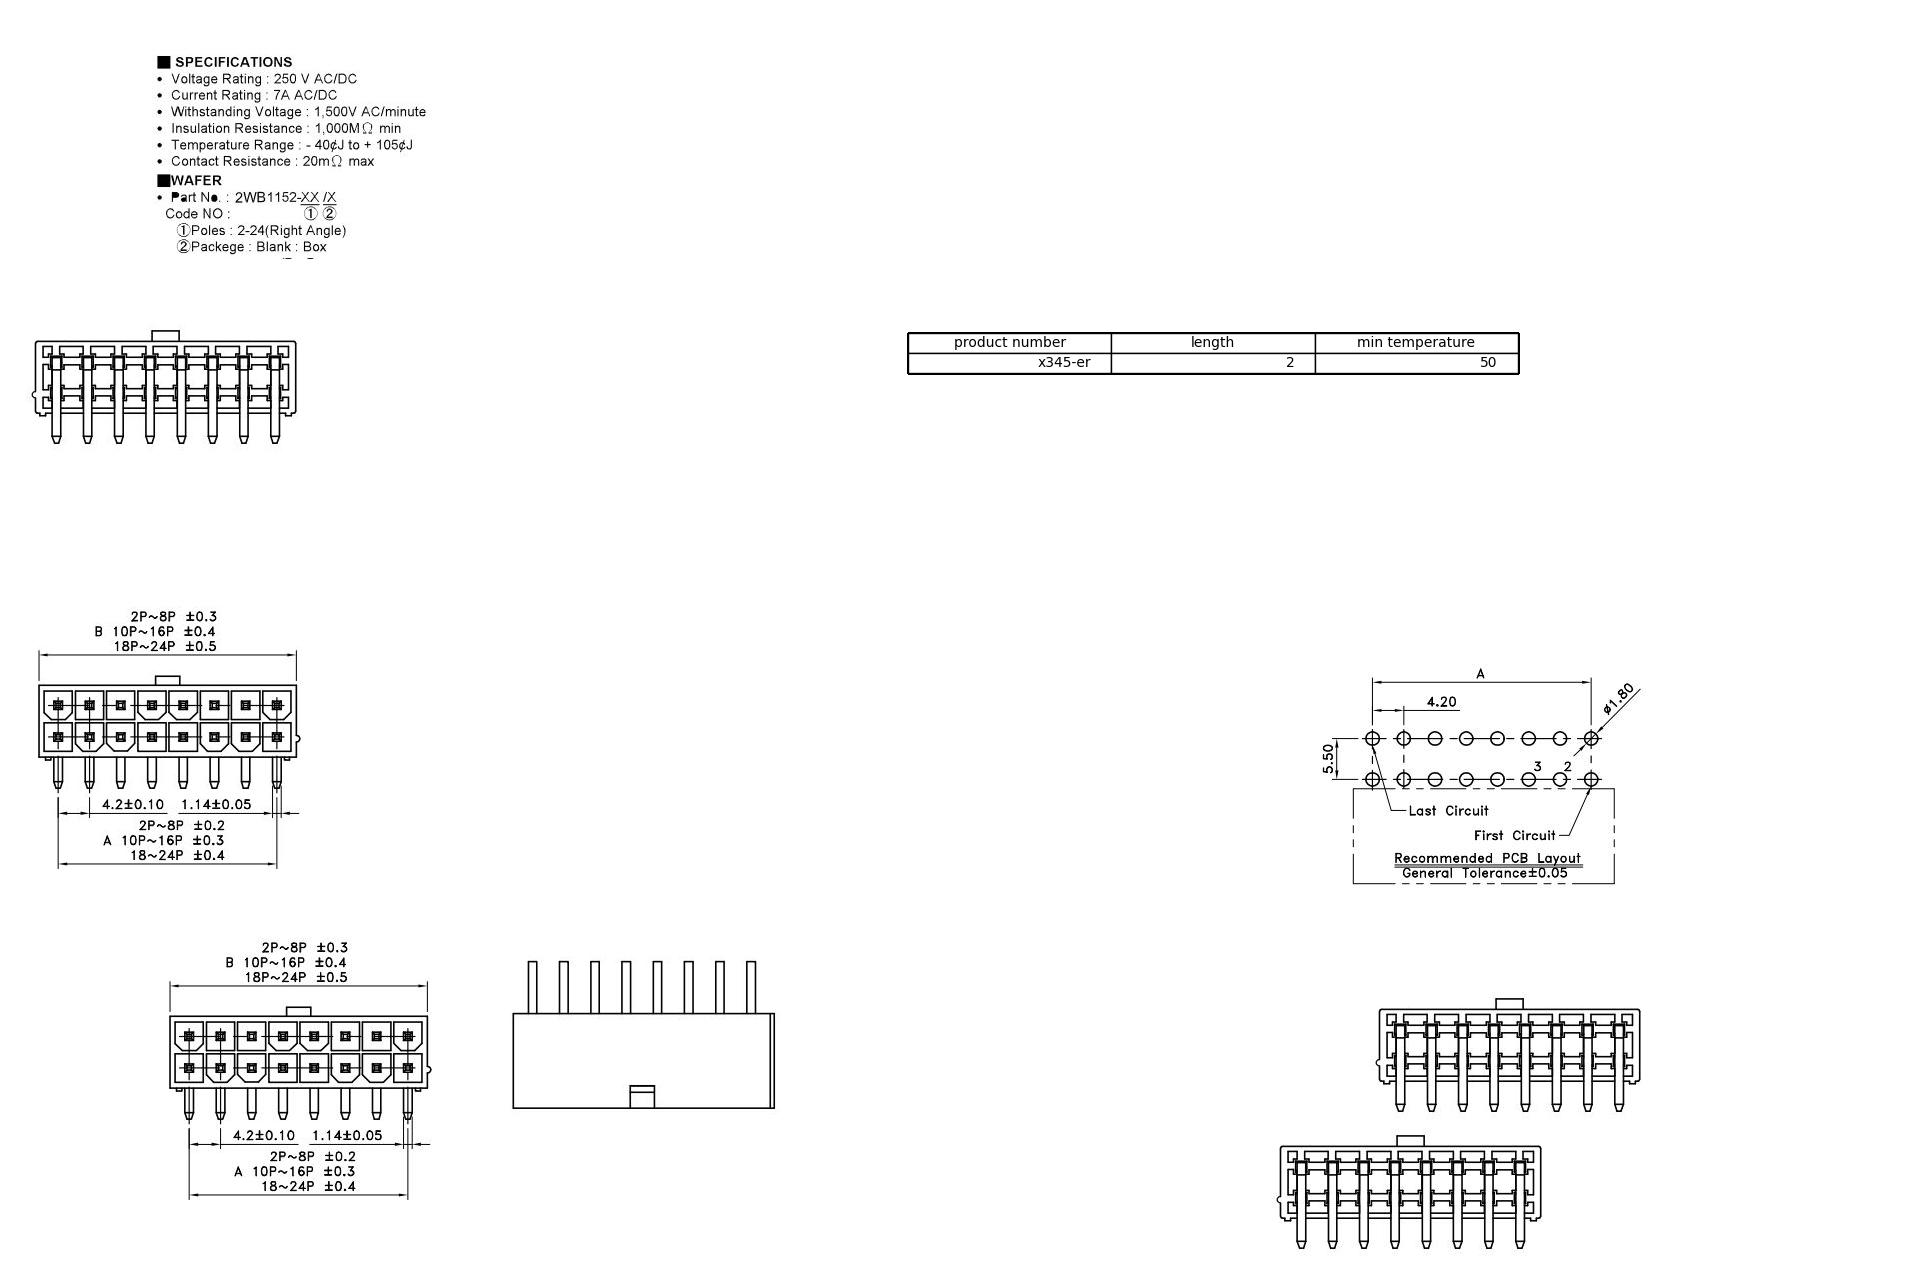 ■ SPECIFICATIONS
• Voltage Rating : 250 V AC/DC
• Current Rating : 7A AC/DC
• Withstanding Voltage : 1,500V AC/minute
• Insulation Resistance : 1,000MΩ min
• Temperature Range : - 40¢J to + 105¢J
• Contact Resistance : 20mΩ max
■WAFER
• Part No. : 2WB1152-XX /X
Code NO : ① ②
①Poles : 2-24(Right Angle)
②Packege : Blank : Box
product number length min temperature
x345-er 2 50
2P~8P ±0.3
B 10P~16P ±0.4
18P~24P ±0.5
4.2±0.10 1.14±0.05
2P~8P ±0.2
A 10P~16P ±0.3
18~24P ±0.4
A
4.20
ø1.80
5.50
3 2
Last Circuit
First Circuit
Recommended PCB Layout
General Tolerance±0.05
2P~8P ±0.3
B 10P~16P ±0.4
18P~24P ±0.5
4.2±0.10 1.14±0.05
2P~8P ±0.2
A 10P~16P ±0.3
18~24P ±0.4